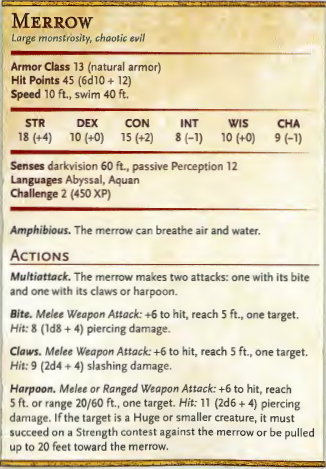 MERROW
Large monstrosity, chaotic evil
Armor Class 13 (natural armor)
Hit Points 45 (6d10 + 12)
Speed 10 ft., swim 40 ft.
STR DEX CON INT WIS CHA
18 (+4) 10 (+0) 15 (+2) 8 (−1) 10 (+0) 9 (−1)
Senses darkvision 60 ft., passive Perception 12
Languages Abyssal, Aquan
Challenge 2 (450 XP)
Amphibious. The merrow can breathe air and water.
ACTIONS
Multiattack. The merrow makes two attacks: one with its bite
and one with its claws or harpoon.
Bite. Melee Weapon Attack: +6 to hit, reach 5 ft., one target.
Hit: 8 (1d8 + 4) piercing damage.
Claws. Melee Weapon Attack: +6 to hit, reach 5 ft., one target.
Hit: 9 (2d4 + 4) slashing damage.
Harpoon. Melee or Ranged Weapon Attack: +6 to hit, reach
5 ft. or range 20/60 ft., one target. Hit: 11 (2d6 + 4) piercing
damage. If the target is a Huge or smaller creature, it must
succeed on a Strength contest against the merrow or be pulled
up to 20 feet toward the merrow.